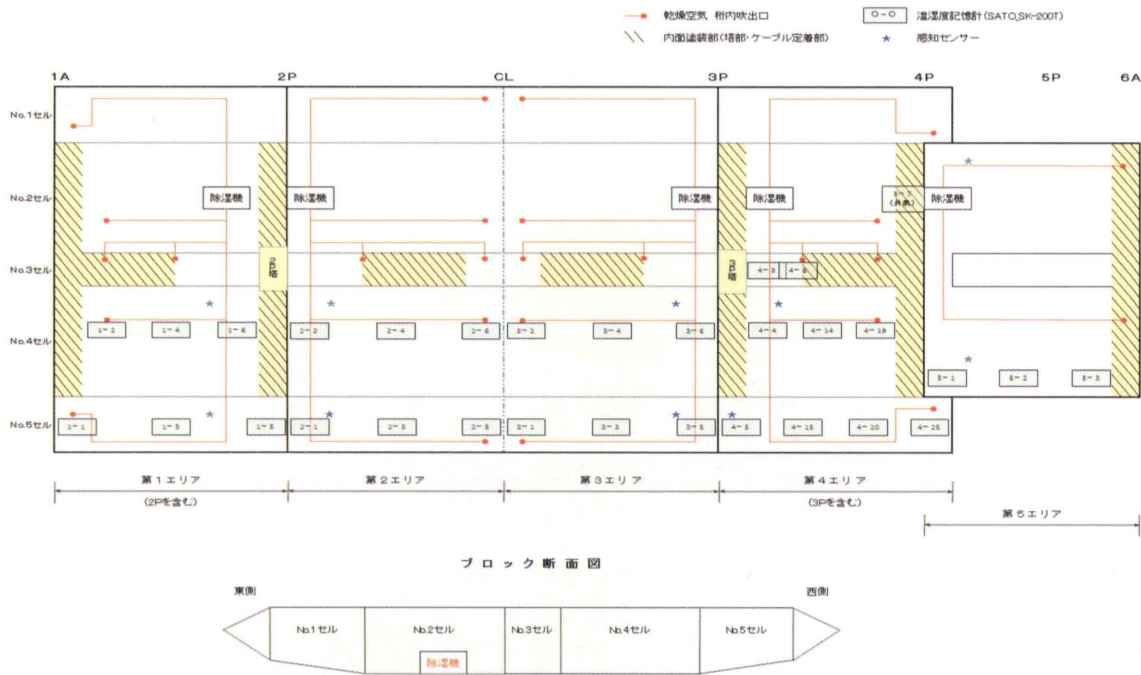 乾燥空気 桁内吹出口
○-○ 温湿度記憶計(SATO,SK-200T)
内面塗装部(塔部・ケーブル定着部)
感知センサー
1A 2P CL 3P 4P 5P 6A
No.1セル
No.2セル
除湿機 除湿機 除湿機 除湿機 除湿機
No.3セル
1-2 1-4 1-6 2-2 2-4 2-6 3-2 3-4 3-6 4-4 4-14 4-19
No.4セル
5-1 5-2 5-3
No.5セル
1-1 1-3 1-5 2-1 2-3 2-5 3-1 3-3 3-5 4-5 4-15 4-20 4-25
第1エリア 第2エリア 第3エリア 第4エリア
(2Pを含む) (3Pを含む)
第5エリア
ブロック断面図
東側 西側
No.1セル No.2セル No.3セル No.4セル No.5セル
除湿機